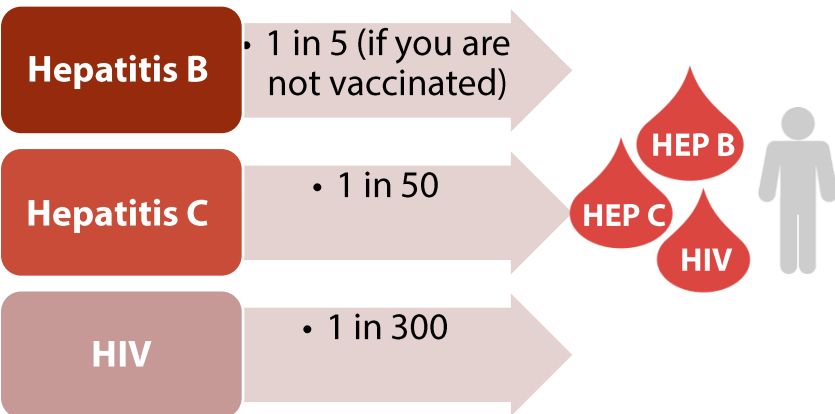 Hepatitis B
• 1 in 5 (if you are
not vaccinated)
Hepatitis C
• 1 in 50
HIV
• 1 in 300
HEP B
HEP C
HIV